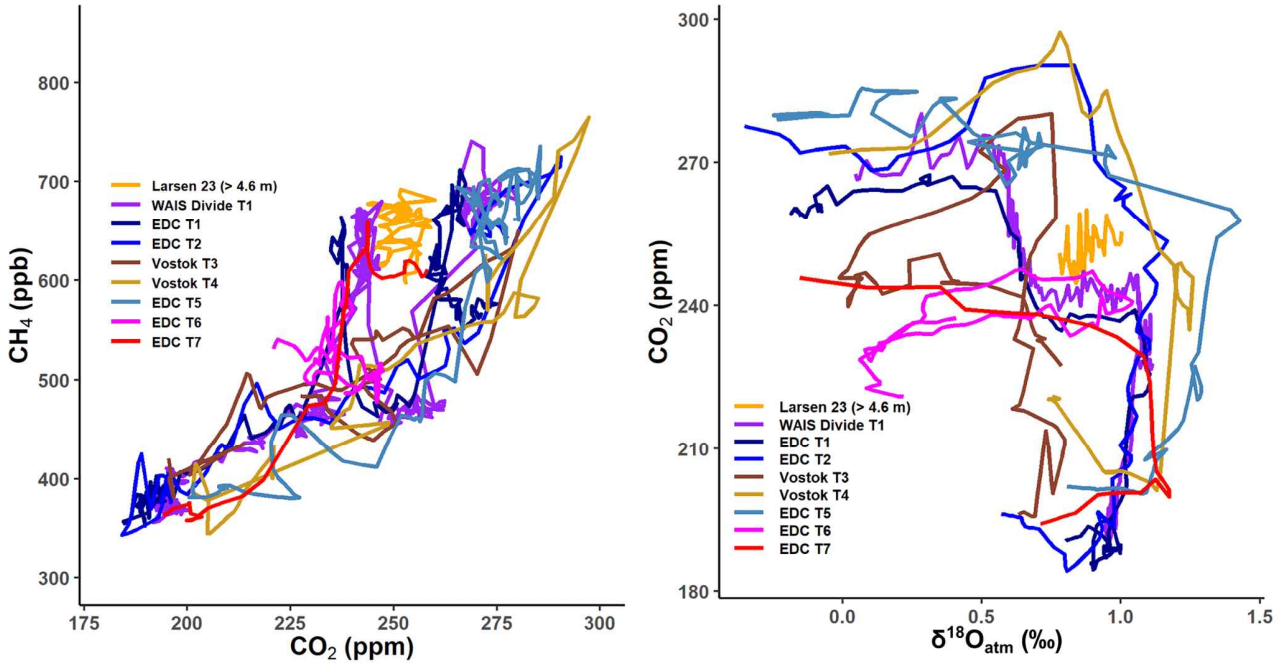 800
700
600
500
400
300
CH₄ (ppb)
Larsen 23 (> 4.6 m)
WAIS Divide T1
EDC T1
EDC T2
Vostok T3
Vostok T4
EDC T5
EDC T6
EDC T7
175 200 225 250 275 300
CO₂ (ppm)
300
270
240
210
180
CO₂ (ppm)
Larsen 23 (> 4.6 m)
WAIS Divide T1
EDC T1
EDC T2
Vostok T3
Vostok T4
EDC T5
EDC T6
EDC T7
0.0 0.5 1.0 1.5
δ¹⁸Oₐₜₘ (‰)